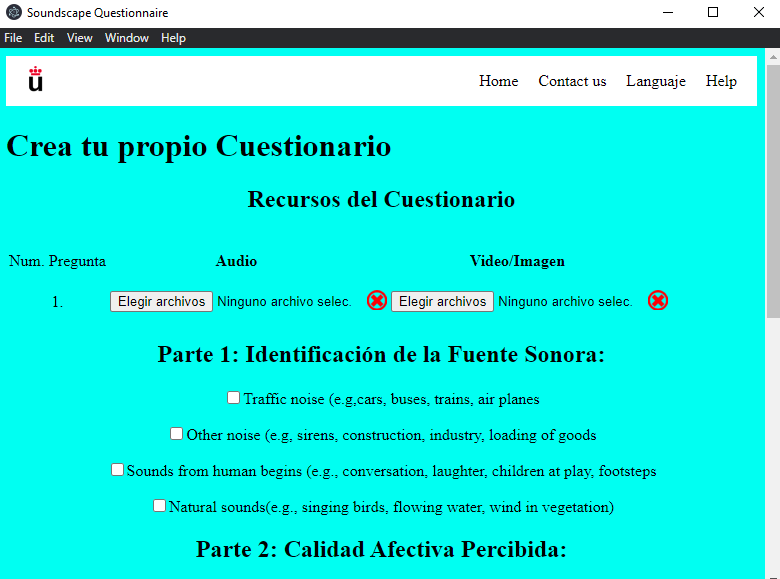 Soundscape Questionnaire
File Edit View Window Help
u Home Contact us Languaje Help
Crea tu propio Cuestionario
Recursos del Cuestionario
Num. Pregunta Audio Video/Imagen
1. Elegir archivos Ninguno archivo selec. Elegir archivos Ninguno archivo selec.
Parte 1: Identificación de la Fuente Sonora:
Traffic noise (e.g,cars, buses, trains, air planes
Other noise (e.g, sirens, construction, industry, loading of goods
Sounds from human begins (e.g., conversation, laughter, children at play, footsteps
Natural sounds(e.g., singing birds, flowing water, wind in vegetation)
Parte 2: Calidad Afectiva Percibida: